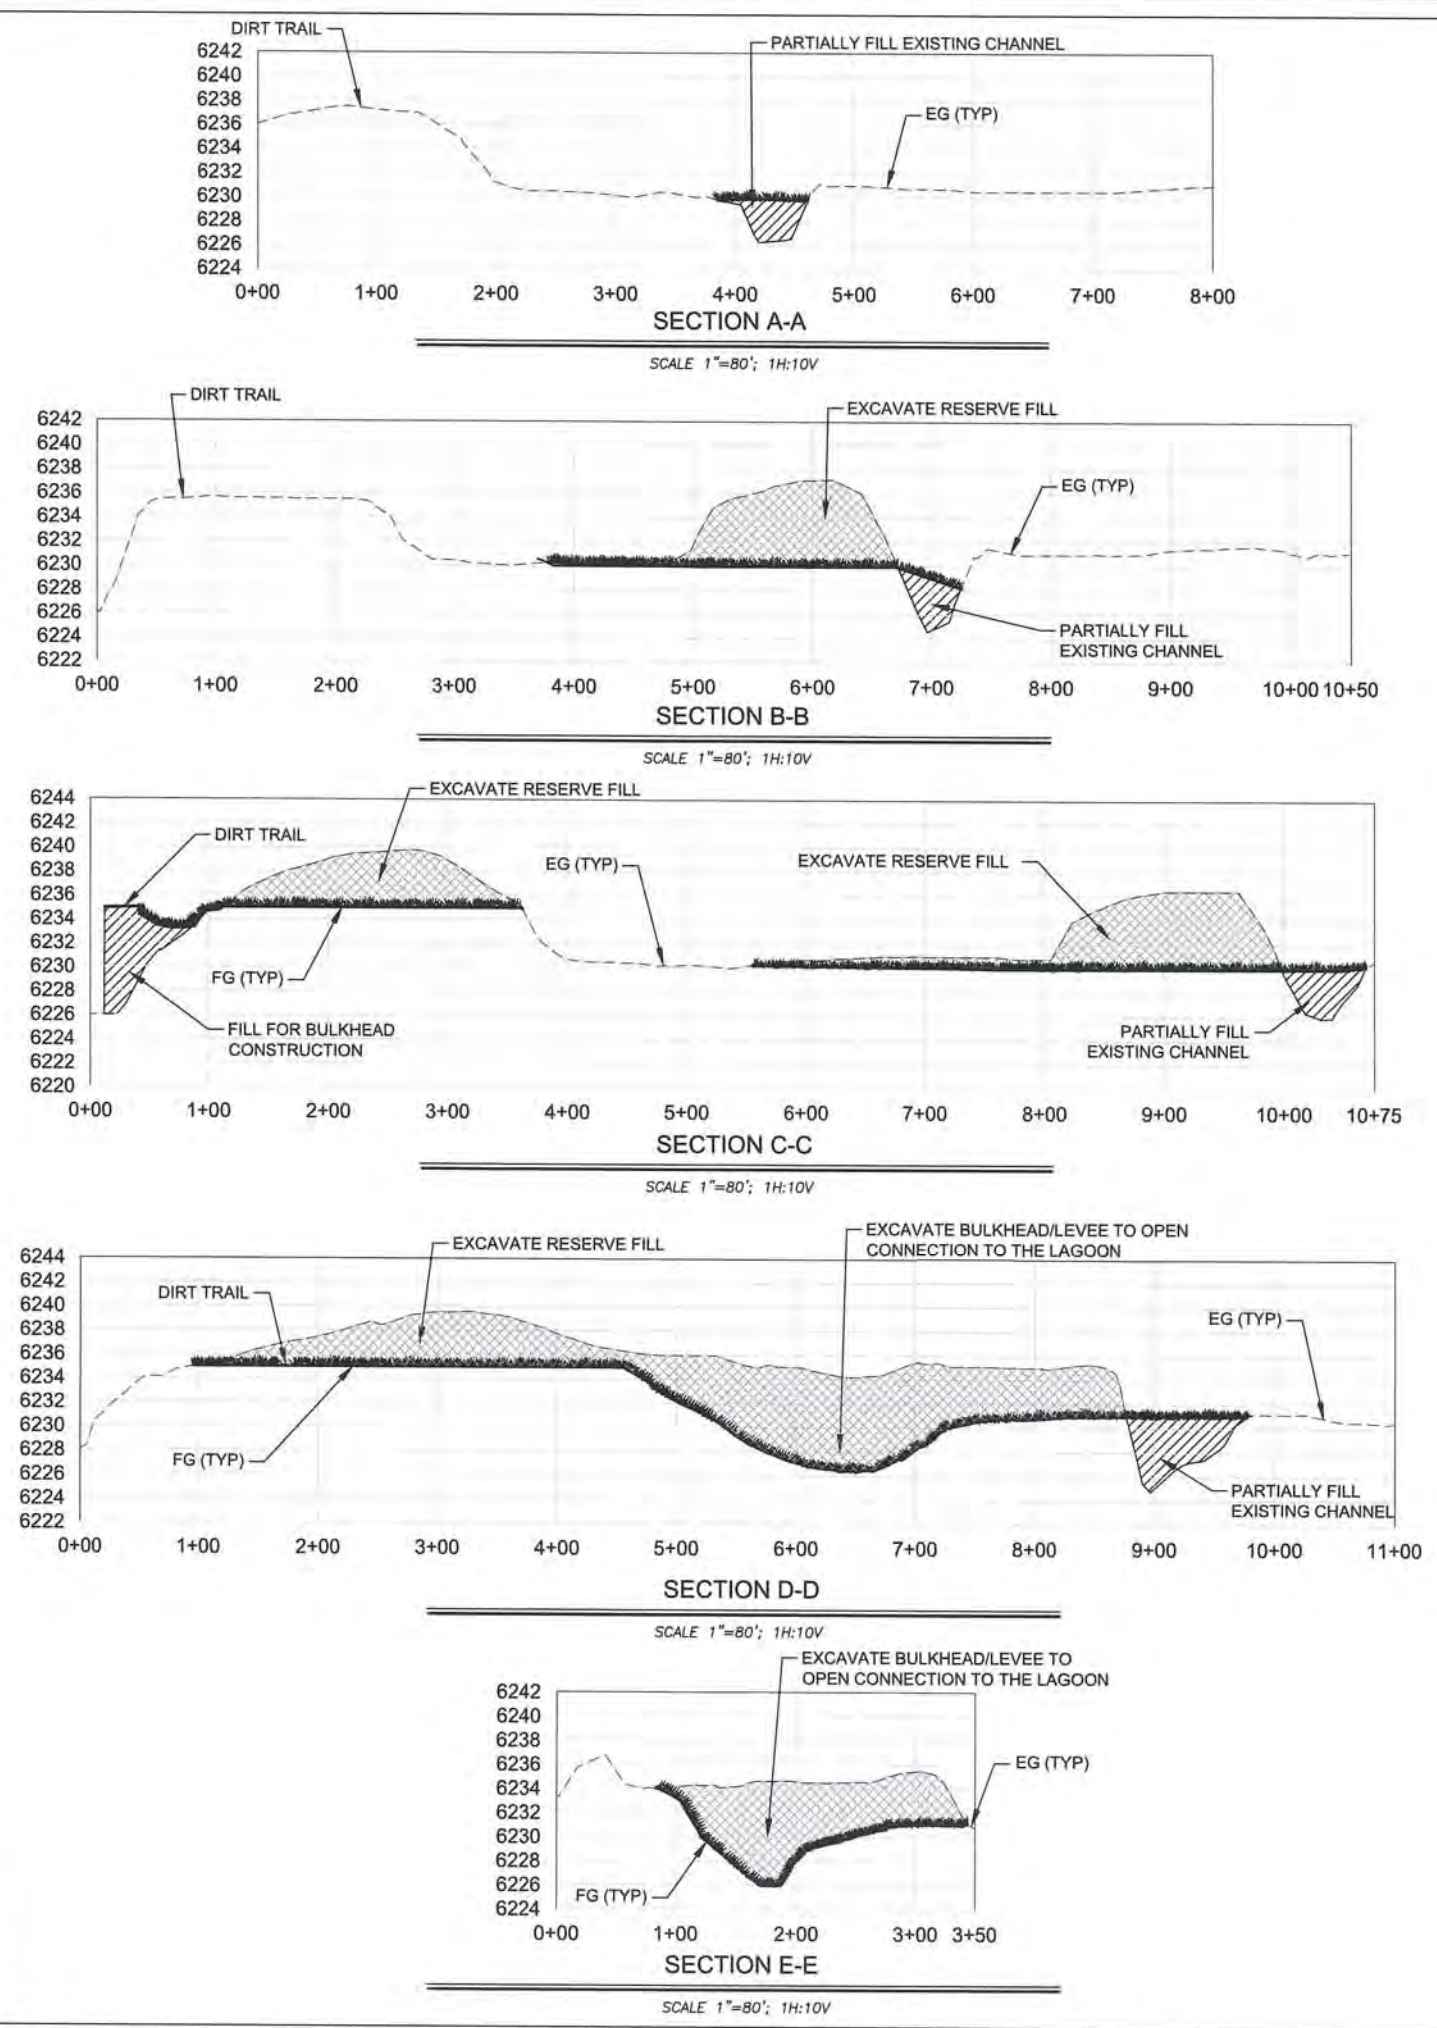 DIRT TRAIL
PARTIALLY FILL EXISTING CHANNEL
EG (TYP)
6242
6240
6238
6236
6234
6232
6230
6228
6226
6224
0+00 1+00 2+00 3+00 4+00 5+00 6+00 7+00 8+00
SECTION A-A
SCALE 1"=80'; 1H:10V
DIRT TRAIL
EXCAVATE RESERVE FILL
EG (TYP)
PARTIALLY FILL
EXISTING CHANNEL
6242
6240
6238
6236
6234
6232
6230
6228
6226
6224
6222
0+00 1+00 2+00 3+00 4+00 5+00 6+00 7+00 8+00 9+00 10+00 10+50
SECTION B-B
SCALE 1"=80'; 1H:10V
EXCAVATE RESERVE FILL
DIRT TRAIL
EG (TYP)
EXCAVATE RESERVE FILL
FG (TYP)
FILL FOR BULKHEAD
CONSTRUCTION
PARTIALLY FILL
EXISTING CHANNEL
6244
6242
6240
6238
6236
6234
6232
6230
6228
6226
6224
6222
6220
0+00 1+00 2+00 3+00 4+00 5+00 6+00 7+00 8+00 9+00 10+00 10+75
SECTION C-C
SCALE 1"=80'; 1H:10V
EXCAVATE RESERVE FILL
EXCAVATE BULKHEAD/LEVEE TO OPEN
CONNECTION TO THE LAGOON
DIRT TRAIL
EG (TYP)
FG (TYP)
PARTIALLY FILL
EXISTING CHANNEL
6244
6242
6240
6238
6236
6234
6232
6230
6228
6226
6224
6222
0+00 1+00 2+00 3+00 4+00 5+00 6+00 7+00 8+00 9+00 10+00 11+00
SECTION D-D
SCALE 1"=80'; 1H:10V
EXCAVATE BULKHEAD/LEVEE TO
OPEN CONNECTION TO THE LAGOON
EG (TYP)
FG (TYP)
6242
6240
6238
6236
6234
6232
6230
6228
6226
6224
0+00 1+00 2+00 3+00 3+50
SECTION E-E
SCALE 1"=80'; 1H:10V